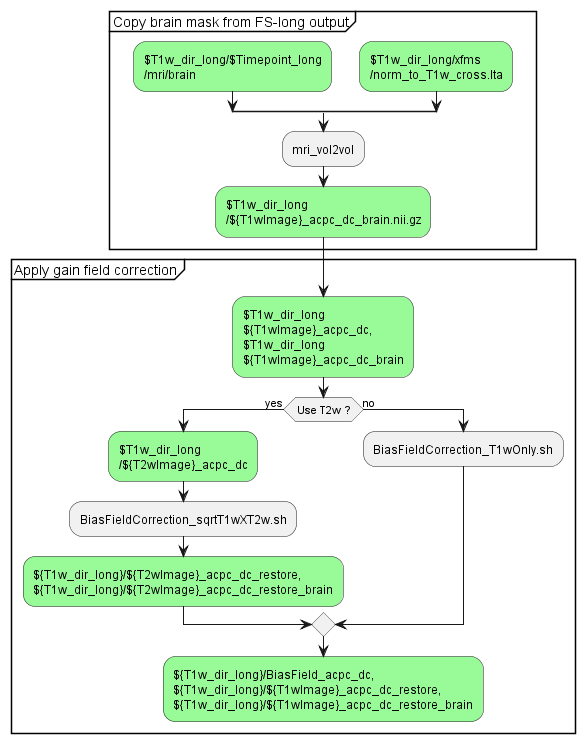 Copy brain mask from FS-long output
$T1w_dir_long/$Timepoint_long
/mri/brain
$T1w_dir_long/xfms
/norm_to_T1w_cross.lta
mri_vol2vol
$T1w_dir_long
/${T1wImage}_acpc_dc_brain.nii.gz
Apply gain field correction
$T1w_dir_long
${T1wImage}_acpc_dc,
$T1w_dir_long
${T1wImage}_acpc_dc_brain
Use T2w ?
yes
no
$T1w_dir_long
/${T2wImage}_acpc_dc
BiasFieldCorrection_T1wOnly.sh
BiasFieldCorrection_sqrtT1wXT2w.sh
${T1w_dir_long}/${T2wImage}_acpc_dc_restore,
${T1w_dir_long}/${T2wImage}_acpc_dc_restore_brain
${T1w_dir_long}/BiasField_acpc_dc,
${T1w_dir_long}/${T1wImage}_acpc_dc_restore,
${T1w_dir_long}/${T1wImage}_acpc_dc_restore_brain